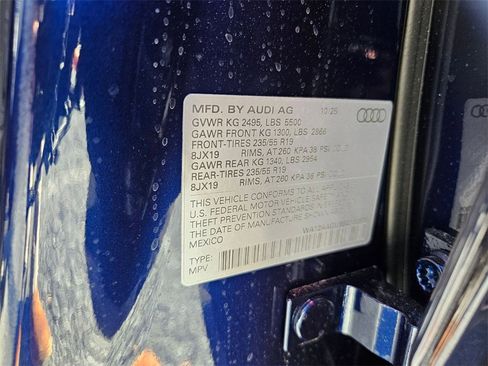 MFD. BY AUDI AG 10/25
GVWR KG 2495, LBS 5500
GAWR FRONT KG 1300, LBS 2866
FRONT-TIRES 235/55 R19
8JX19 RIMS, AT 260 KPA 38 PSI
GAWR REAR KG 1340, LBS 2954
REAR-TIRES 235/55 R19
8JX19 RIMS, AT 260 KPA 38 PSI
THIS VEHICLE CONFORMS TO ALL
U.S. FEDERAL MOTOR VEHICLE SAFETY
THEFT PREVENTION STANDARDS
THE DATE OF MANUFACTURE
MEXICO
TYPE:
MPV